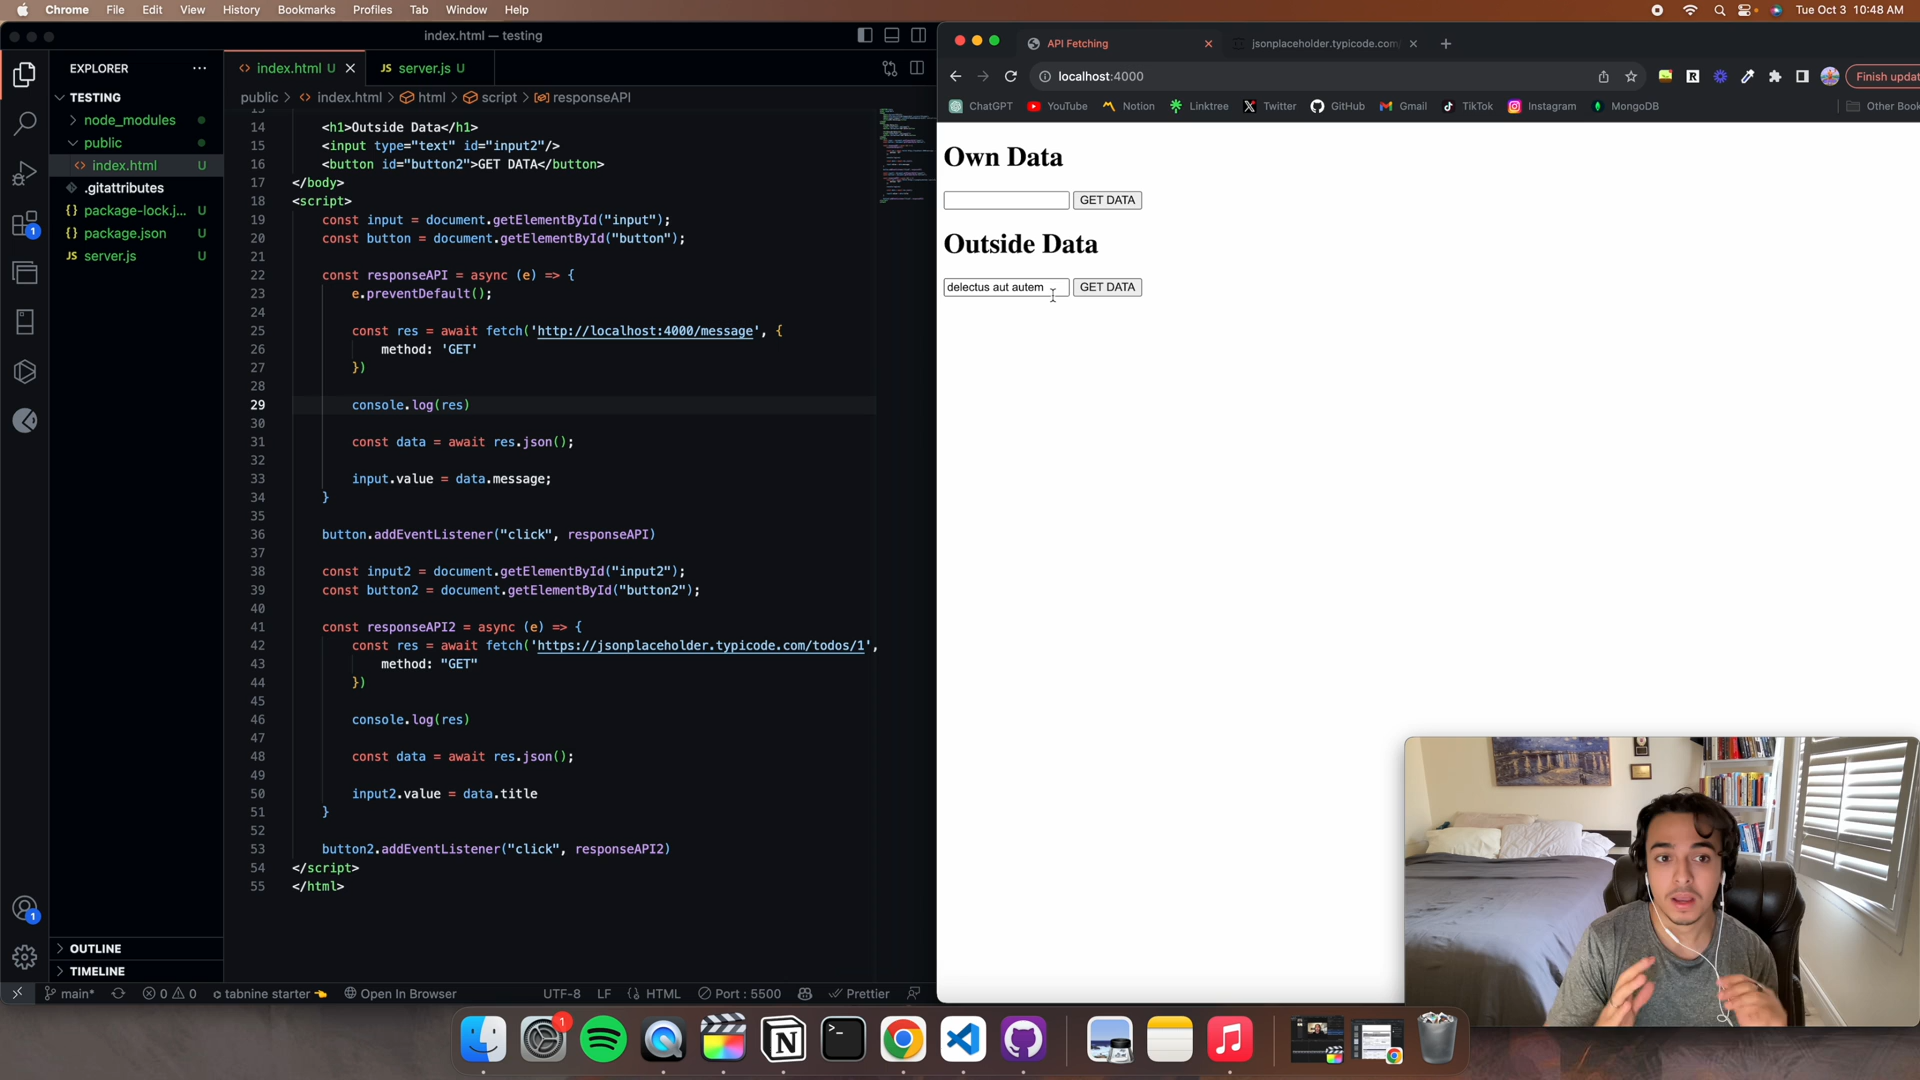 Chrome File Edit View History Bookmarks Profiles Tab Window Help
Tue Oct 3 10:48 AM
index.html — testing
EXPLORER
TESTING
node_modules
public
index.html U
.gitattributes
package-lock.j... U
package.json U
server.js U
OUTLINE
TIMELINE
1
1
index.html U
JS server.js U
public > index.html > html > script > responseAPI
14 <h1>Outside Data</h1>
15 <input type="text" id="input2"/>
16 <button id="button2">GET DATA</button>
17 </body>
18 <script>
19 const input = document.getElementById("input");
20 const button = document.getElementById("button");
21
22 const responseAPI = async (e) => {
23 e.preventDefault();
24
25 const res = await fetch('http://localhost:4000/message', {
26 method: 'GET'
27 })
28
29 console.log(res)
30
31 const data = await res.json();
32
33 input.value = data.message;
34 }
35
36 button.addEventListener("click", responseAPI)
37
38 const input2 = document.getElementById("input2");
39 const button2 = document.getElementById("button2");
40
41 const responseAPI2 = async (e) => {
42 const res = await fetch('https://jsonplaceholder.typicode.com/todos/1',
43 method: "GET"
44 })
45
46 console.log(res)
47
48 const data = await res.json();
49
50 input2.value = data.title
51 }
52
53 button2.addEventListener("click", responseAPI2)
54 </script>
55 </html>
main* 0 0 tabnine starter Open In Browser UTF-8 LF HTML Port : 5500 Prettier
API Fetching
jsonplaceholder.typicode.com/
localhost:4000
Finish updat
ChatGPT YouTube Notion Linktree Twitter GitHub Gmail TikTok Instagram MongoDB Other Book
Own Data
GET DATA
Outside Data
delectus aut autem GET DATA
1